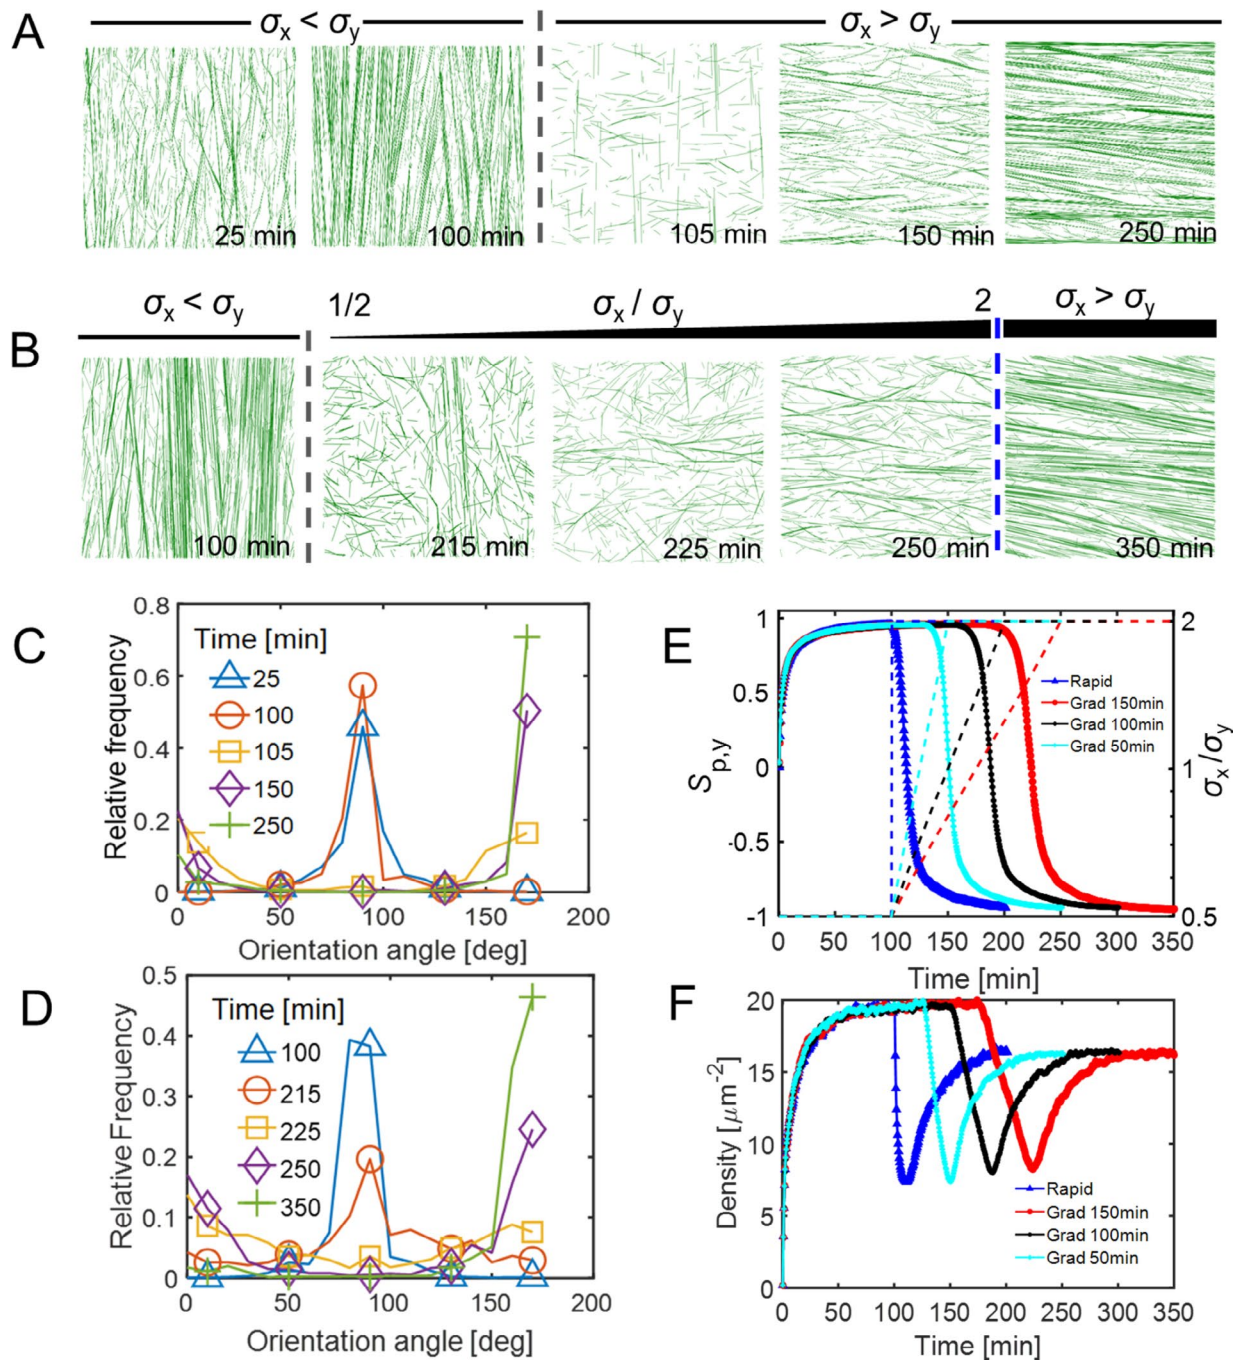 A
σx < σy
σx > σy
25 min
100 min
105 min
150 min
250 min
B
σx < σy
1/2
σx / σy
2
σx > σy
100 min
215 min
225 min
250 min
350 min
C
Relative frequency
0.8
0.6
0.4
0.2
0
Time [min]
25
100
105
150
250
0
50
100
150
200
Orientation angle [deg]
D
Relative Frequency
0.5
0.4
0.3
0.2
0.1
0
Time [min]
100
215
225
250
350
0
50
100
150
200
Orientation angle [deg]
E
Sp,y
1
0.5
0
-0.5
-1
Rapid
Grad 150min
Grad 100min
Grad 50min
2
1
0.5
σx/σy
0
50
100
150
200
250
300
350
Time [min]
F
Density [μm-2]
20
15
10
5
0
Rapid
Grad 150min
Grad 100min
Grad 50min
0
50
100
150
200
250
300
350
Time [min]